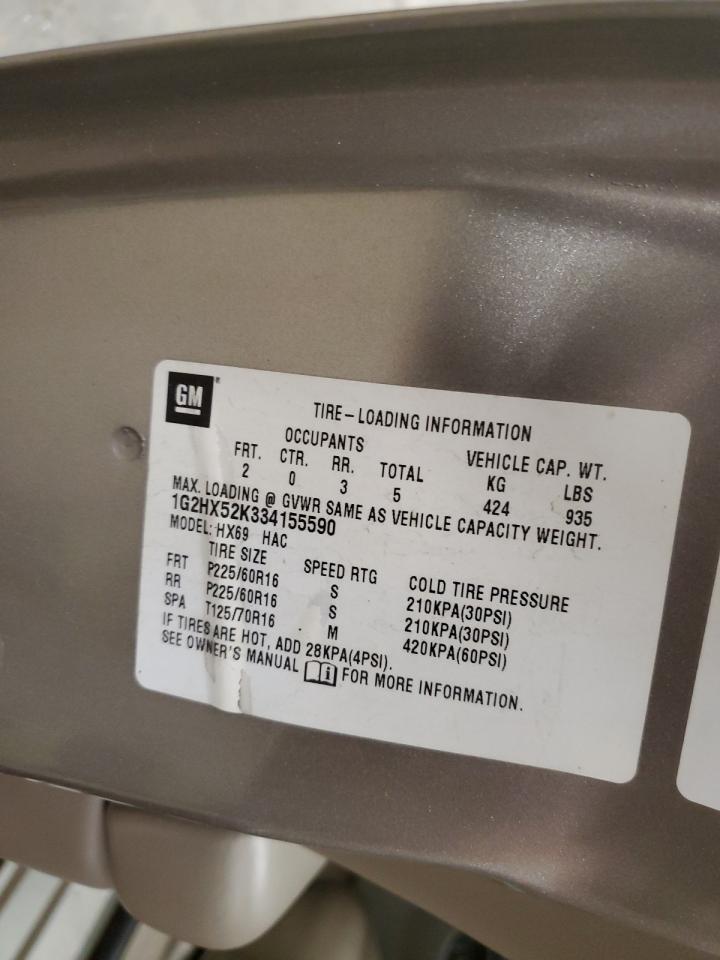 GM
TIRE-LOADING INFORMATION
OCCUPANTS VEHICLE CAP. WT.
FRT. CTR. RR. TOTAL KG LBS
2 0 3 5 424 935
MAX. LOADING @ GVWR SAME AS VEHICLE CAPACITY WEIGHT.
1G2HX52K334155590
MODEL: HX69 HAC
TIRE SIZE SPEED RTG COLD TIRE PRESSURE
FRT P225/60R16 S 210KPA(30PSI)
RR P225/60R16 S 210KPA(30PSI)
SPA T125/70R16 M 420KPA(60PSI)
IF TIRES ARE HOT, ADD 28KPA(4PSI).
SEE OWNER'S MANUAL FOR MORE INFORMATION.